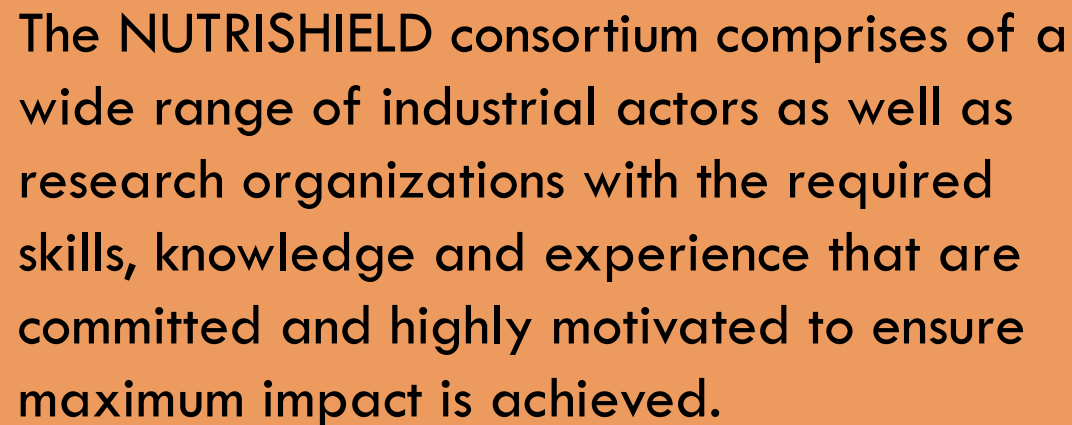 The NUTRISHIELD consortium comprises of a
wide range of industrial actors as well as
research organizations with the required
skills, knowledge and experience that are
committed and highly motivated to ensure
maximum impact is achieved.